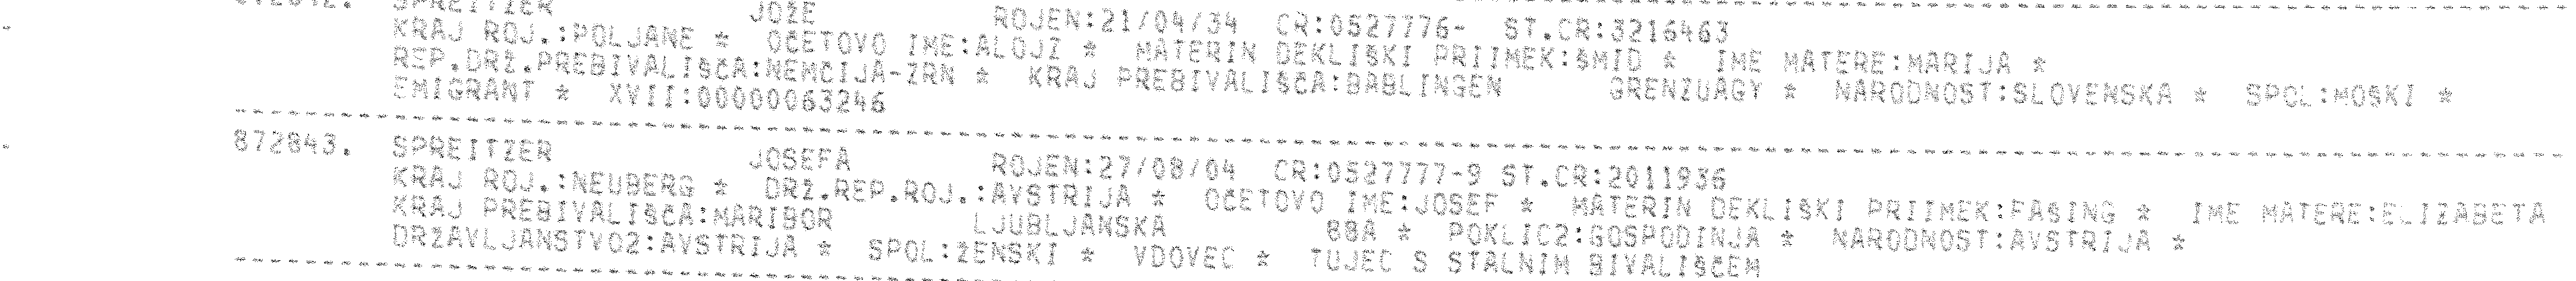 SPREITZER JOŽE ROJEN:21/04/34 CR:0527776- ST.CR:3216463
KRAJ ROJ.:POLJANE * OČETOVO IME:ALOJZ * MATERIN DEKLIŠKI PRIIMEK:ŠMID * IME MATERE:MARIJA *
REP.DRŽ.PREBIVALIŠČA:NEMČIJA-ZRN * KRAJ PREBIVALIŠČA:BABLINGEN GRENZUAGY * NARODNOST:SLOVENSKA * SPOL:MOŠKI *
EMIGRANT * XVII:00000063246
872843. SPREITZER JOSEFA ROJEN:27/08/04 CR:0527777-9 ST.CR:2011936
KRAJ ROJ.:NEUBERG * DRŽ.REP.ROJ.:AVSTRIJA * OČETOVO IME:JOSEF * MATERIN DEKLIŠKI PRIIMEK:FASING * IME MATERE:ELIZABETA
KRAJ PREBIVALIŠČA:MARIBOR LJUBLJANSKA 88A * POKLIC2:GOSPODINJA * NARODNOST:AVSTRIJA *
DRŽAVLJANSTVO2:AVSTRIJA * SPOL:ŽENSKI * VDOVEC * TUJEC S STALNIM BIVALIŠČEM